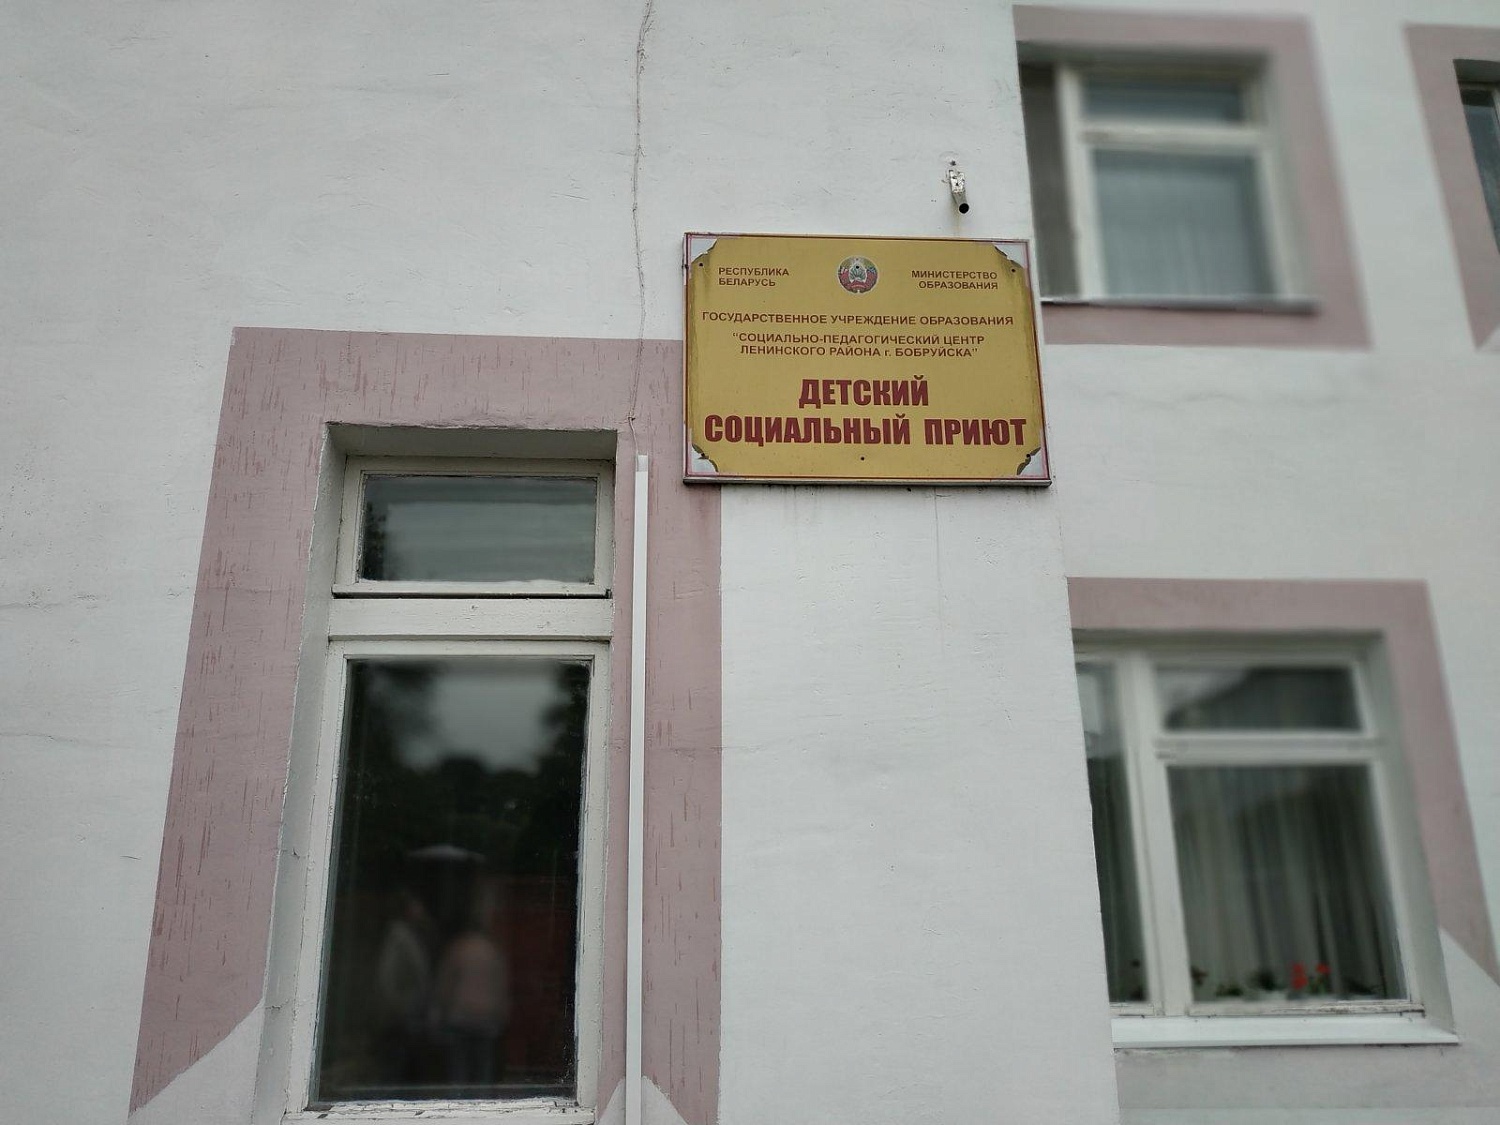 РЕСПУБЛИКА
БЕЛАРУСЬ
МИНИСТЕРСТВО
ОБРАЗОВАНИЯ
ГОСУДАРСТВЕННОЕ УЧРЕЖДЕНИЕ ОБРАЗОВАНИЯ
"СОЦИАЛЬНО-ПЕДАГОГИЧЕСКИЙ ЦЕНТР
ЛЕНИНСКОГО РАЙОНА г. БОБРУЙСКА"
ДЕТСКИЙ
СОЦИАЛЬНЫЙ ПРИЮТ